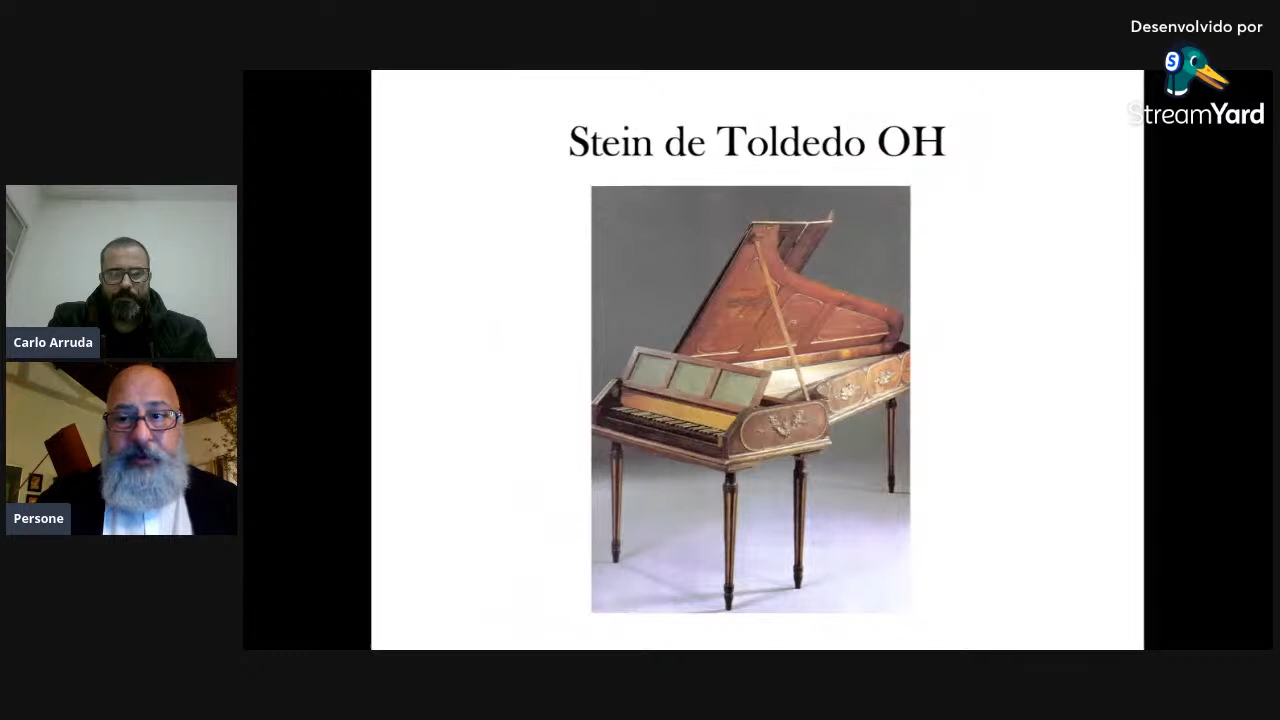 Desenvolvido por
StreamYard
Stein de Toldedo OH
Carlo Arruda
Persone